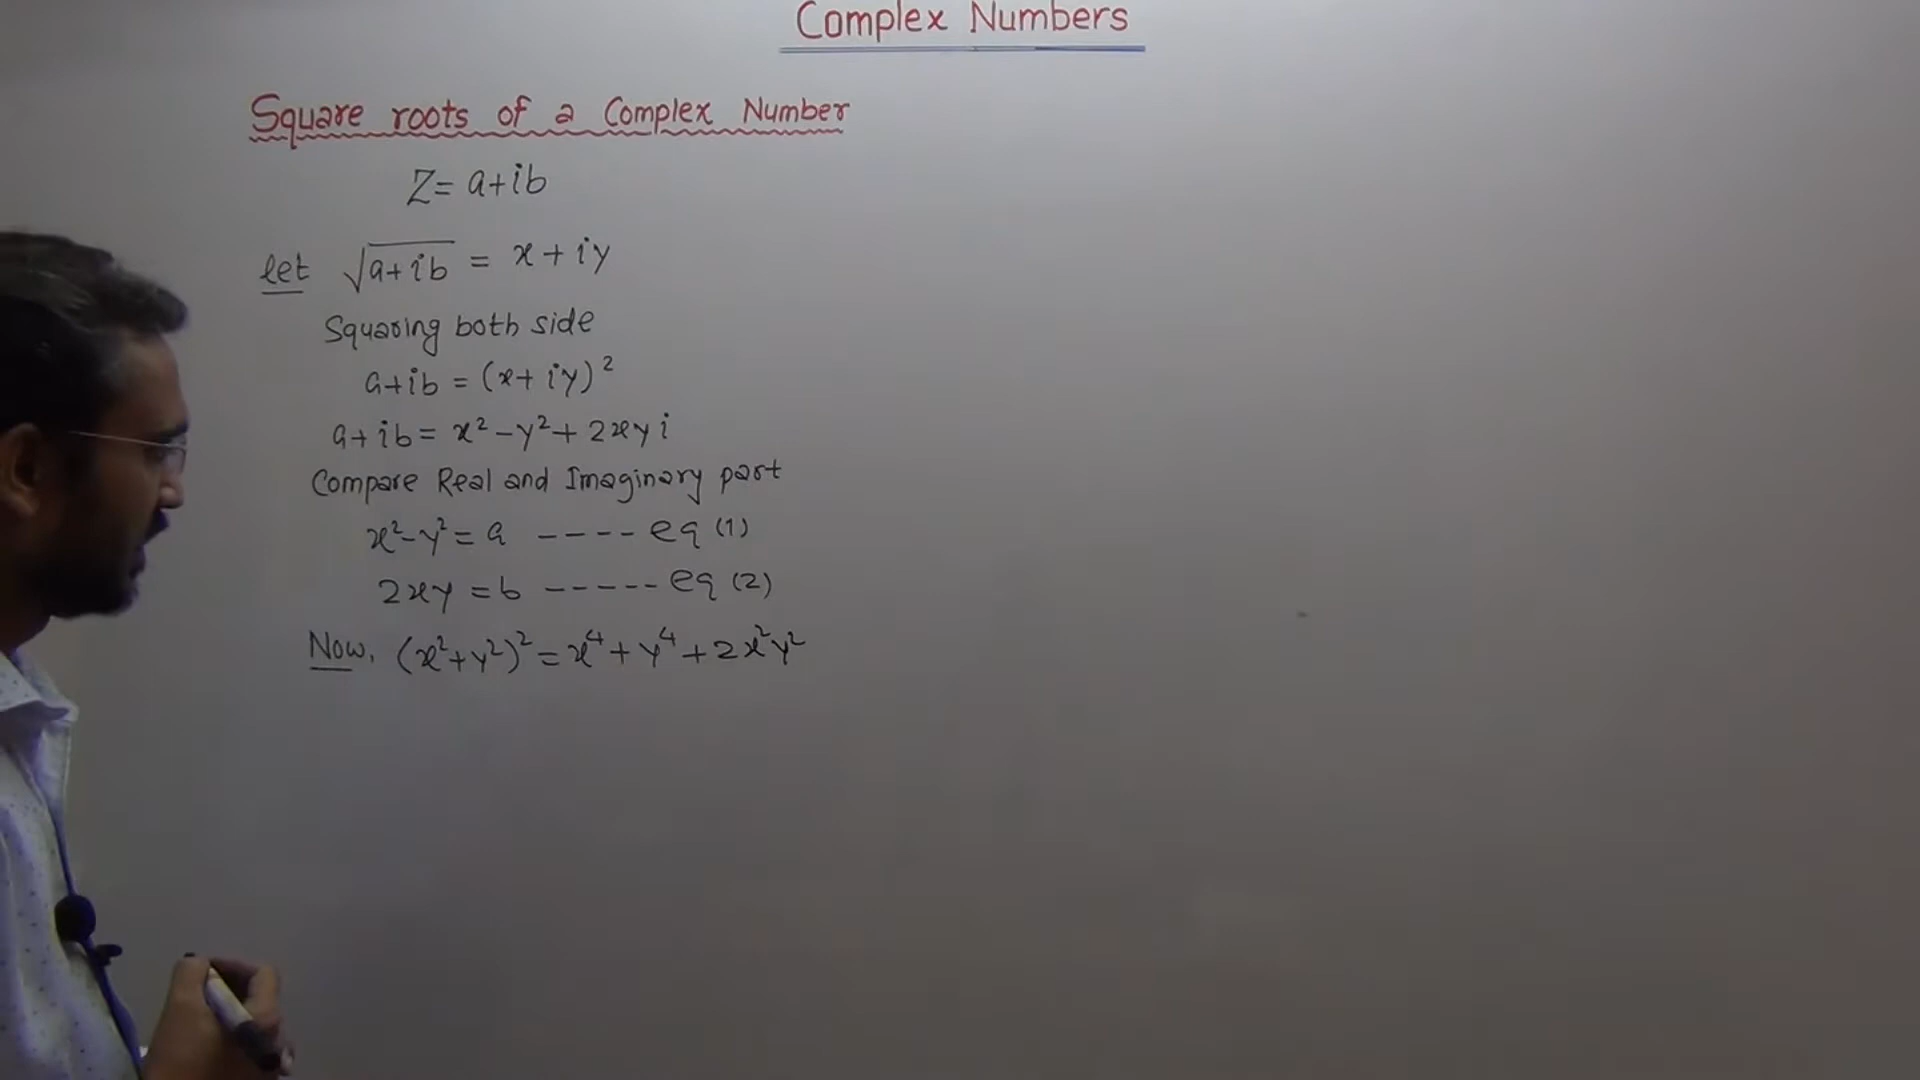 Complex Numbers
Square roots of a Complex Number
Z = a+ib
let √(a+ib) = x + iy
Squaring both side
a+ib = (x+iy)²
a+ib = x²-y²+2xyi
Compare Real and Imaginary part
x²-y² = a ---- eq (1)
2xy = b ----- eq (2)
Now, (x²+y²)² = x⁴+y⁴+2x²y²